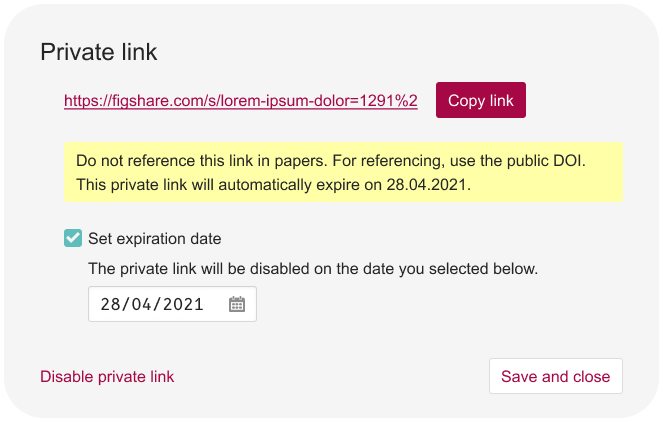 Private link
https://figshare.com/s/lorem-ipsum-dolor=1291%2
Copy link
Do not reference this link in papers. For referencing, use the public DOI.
This private link will automatically expire on 28.04.2021.
Set expiration date
The private link will be disabled on the date you selected below.
28/04/2021
Disable private link
Save and close